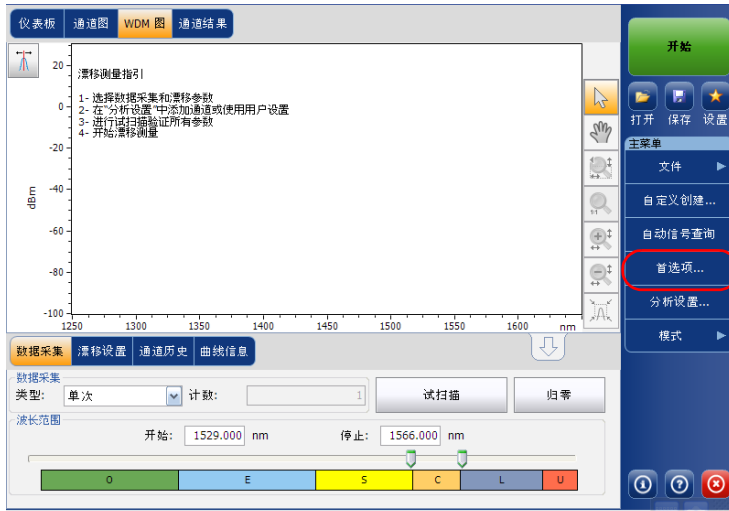 仪表板 通道图 WDM 图 通道结果
开始
漂移测量指引
1- 选择数据采集和漂移参数
2- 在"分析设置"中添加通道或使用用户设置
3- 进行试扫描验证所有参数
4- 开始漂移测量
20
0
-20
-40
-60
-80
-100
dBm
1250 1300 1350 1400 1450 1500 1550 1600 nm
1:1
打开 保存 设置
主菜单
文件
自定义创建...
自动信号查询
首选项...
分析设置...
模式
数据采集 漂移设置 通道历史 曲线信息
数据采集
类型: 单次 计数: 1 试扫描 归零
波长范围
开始: 1529.000 nm 停止: 1566.000 nm
O E S C L U